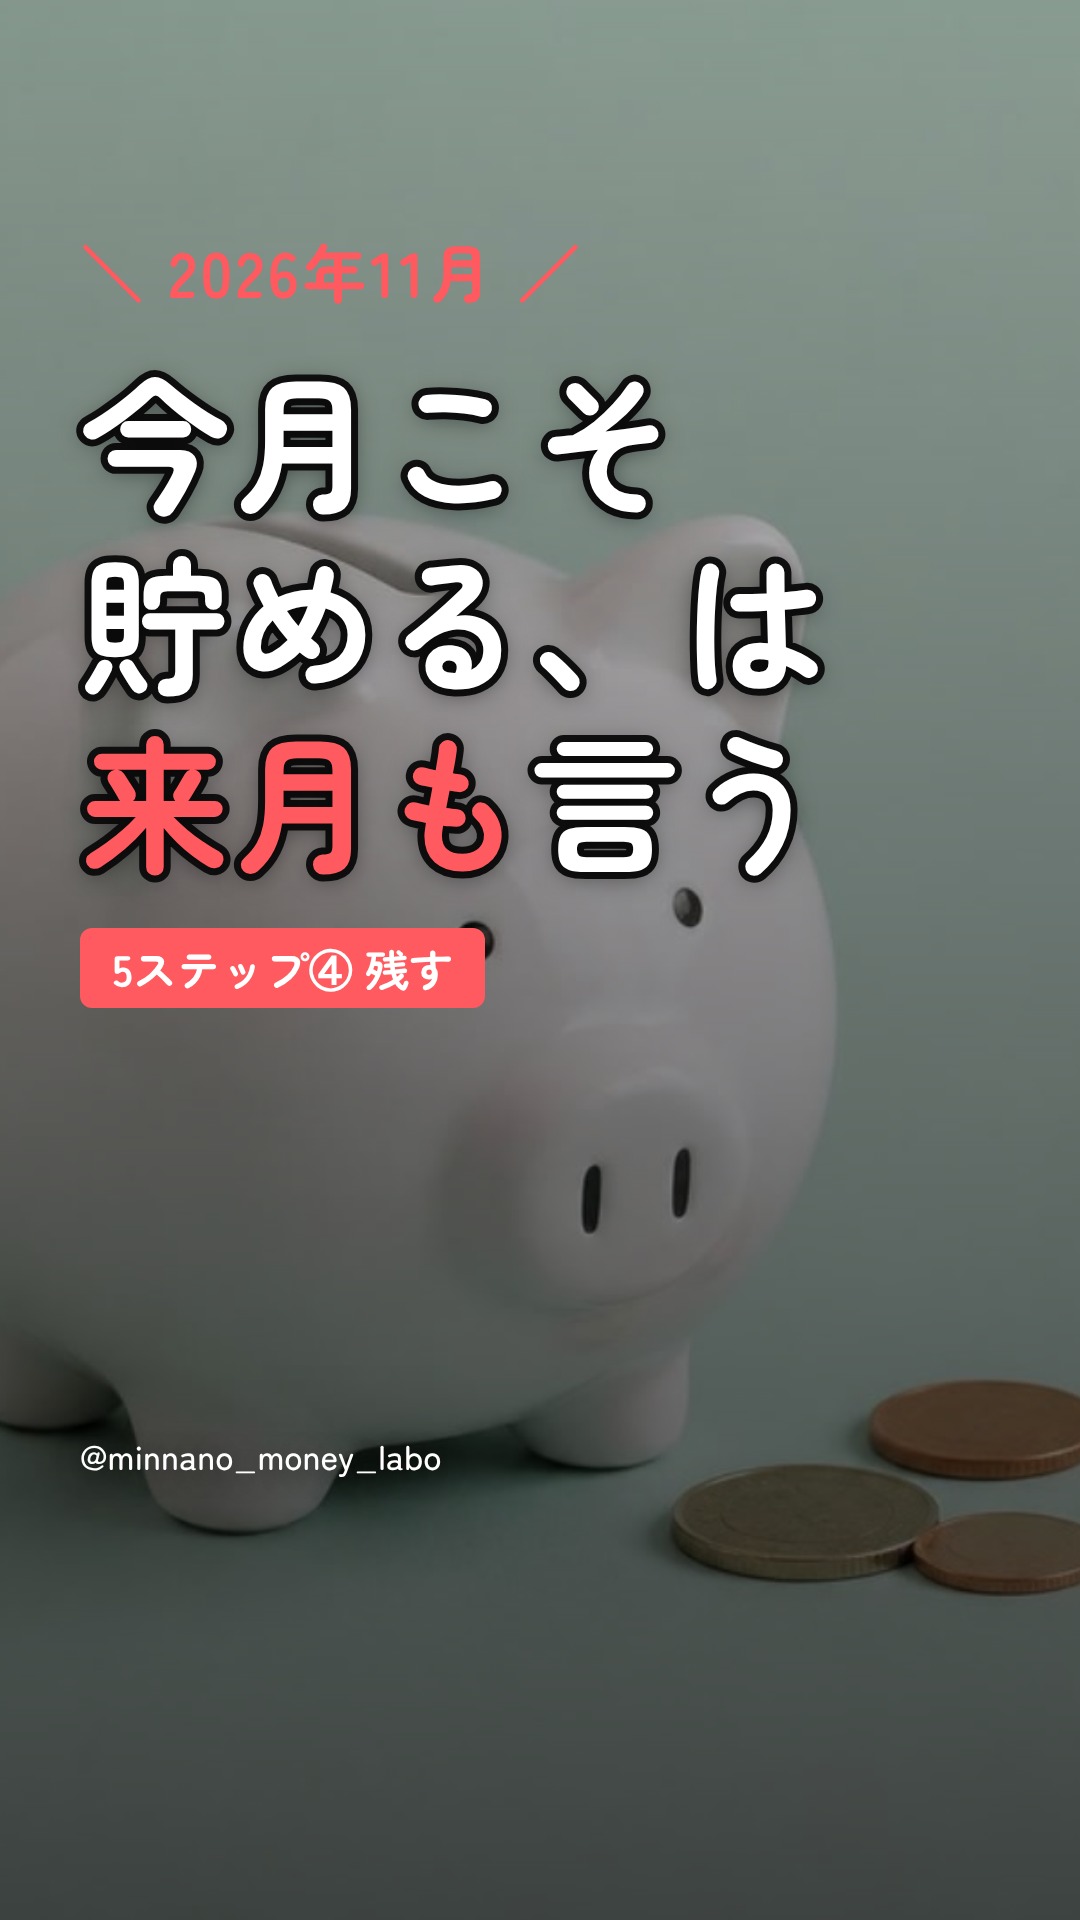 ＼ 2026年11月 ／
今月こそ
貯める、は
来月も言う
5ステップ④ 残す
@minnano_money_labo